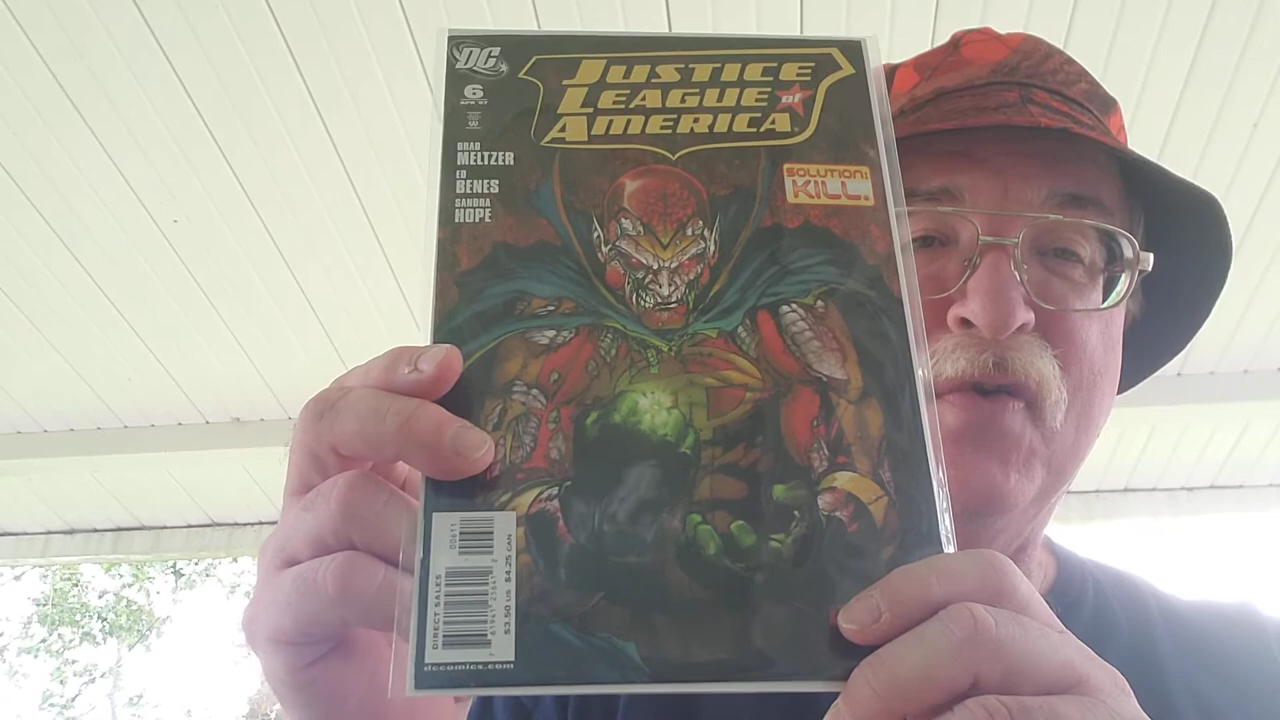 DC
6
APR '07
JUSTICE
LEAGUE of
AMERICA
BRAD
MELTZER
ED
BENES
SANDRA
HOPE
SOLUTION:
KILL.
DIRECT SALES
00611
$3.50 US $4.25 CAN
dccomics.com